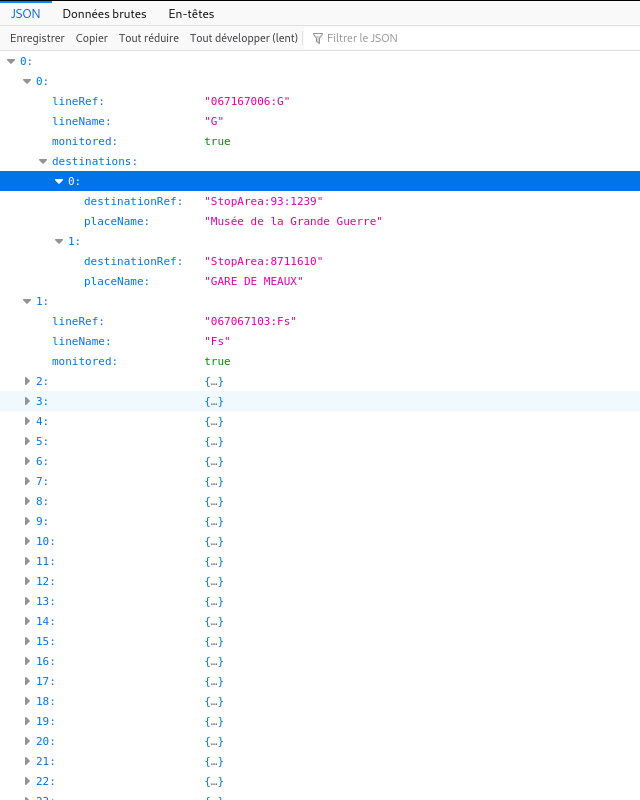 JSON Données brutes En-têtes
Enregistrer Copier Tout réduire Tout développer (lent) Filtrer le JSON
0:
0:
lineRef: "067167006:G"
lineName: "G"
monitored: true
destinations:
0:
destinationRef: "StopArea:93:1239"
placeName: "Musée de la Grande Guerre"
1:
destinationRef: "StopArea:8711610"
placeName: "GARE DE MEAUX"
1:
lineRef: "067067103:Fs"
lineName: "Fs"
monitored: true
2: {…}
3: {…}
4: {…}
5: {…}
6: {…}
7: {…}
8: {…}
9: {…}
10: {…}
11: {…}
12: {…}
13: {…}
14: {…}
15: {…}
16: {…}
17: {…}
18: {…}
19: {…}
20: {…}
21: {…}
22: {…}